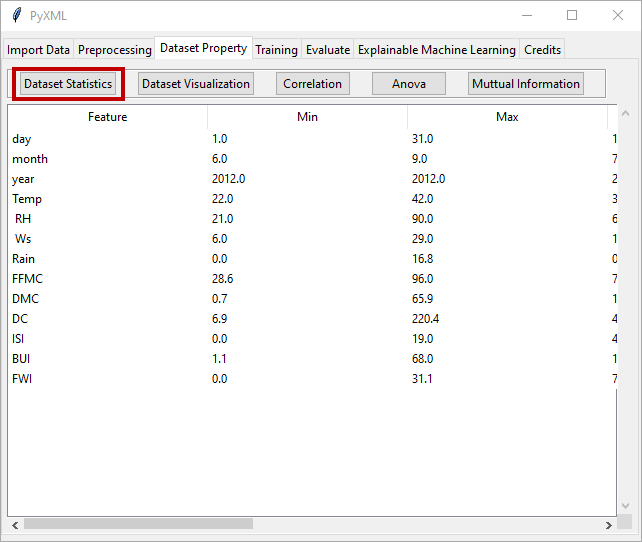 PyXML
Import Data Preprocessing Dataset Property Training Evaluate Explainable Machine Learning Credits
Dataset Statistics Dataset Visualization Correlation Anova Muttual Information
Feature Min Max
day 1.0 31.0 1
month 6.0 9.0 7
year 2012.0 2012.0 2
Temp 22.0 42.0 3
RH 21.0 90.0 6
Ws 6.0 29.0 1
Rain 0.0 16.8 0
FFMC 28.6 96.0 7
DMC 0.7 65.9 1
DC 6.9 220.4 4
ISI 0.0 19.0 4
BUI 1.1 68.0 1
FWI 0.0 31.1 7